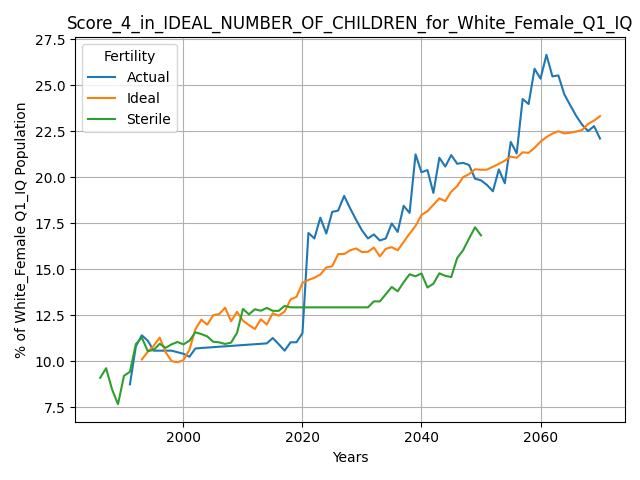 Score_4_in_IDEAL_NUMBER_OF_CHILDREN_for_White_Female_Q1_IQ
27.5
25.0
22.5
20.0
17.5
15.0
12.5
10.0
7.5
% of White_Female Q1_IQ Population
Fertility
Actual
Ideal
Sterile
2000
2020
2040
2060
Years